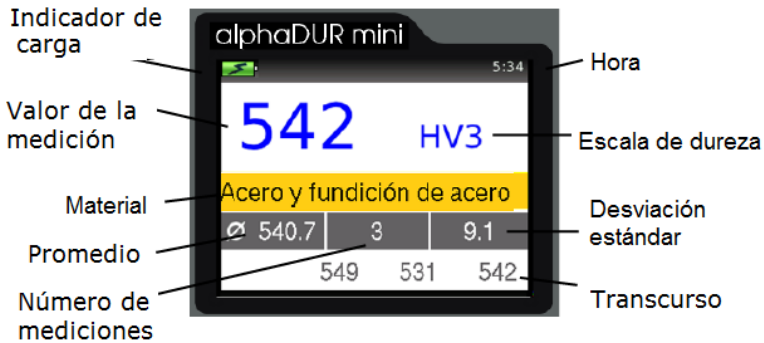 Indicador de
carga
alphaDUR mini
5:34
Hora
Valor de la
medición
542
HV3
Escala de dureza
Material
Acero y fundición de acero
Promedio
Ø 540.7
3
9.1
Desviación
estándar
549 531 542
Número de
mediciones
Transcurso